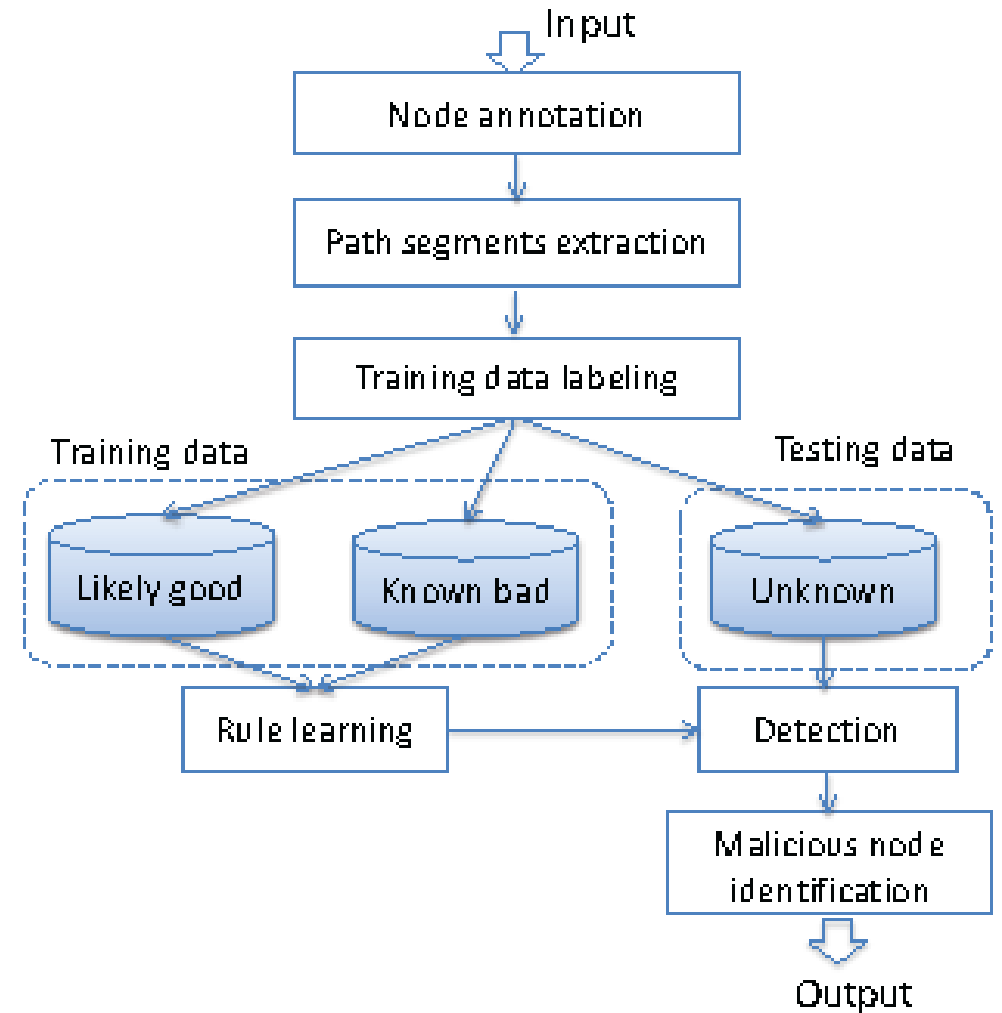 Input
Node annotation
Path segments extraction
Training data labeling
Training data
Testing data
Likely good
Known bad
Unknown
Rule learning
Detection
Malicious node
identification
Output